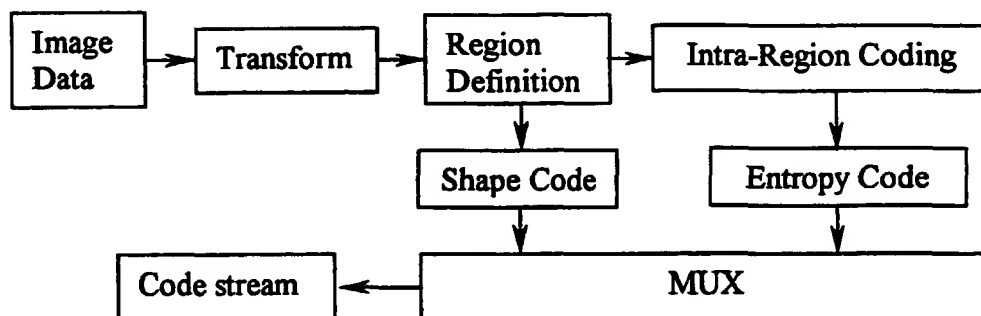 Image
Data
Transform
Region
Definition
Intra-Region Coding
Shape Code
Entropy Code
Code stream
MUX